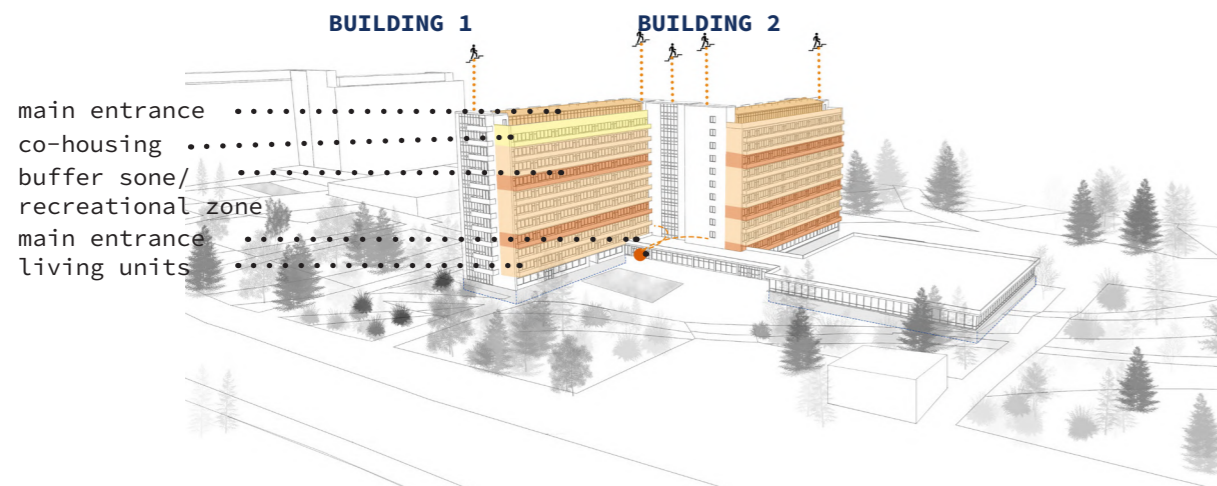 BUILDING 1
BUILDING 2
main entrance
co-housing
buffer sone/
recreational zone
main entrance
living units